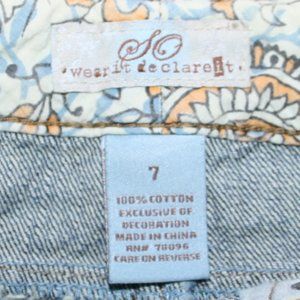 SO
wear it declare it.
7
100% COTTON
EXCLUSIVE OF
DECORATION
MADE IN CHINA
RN# 78096
CARE ON REVERSE